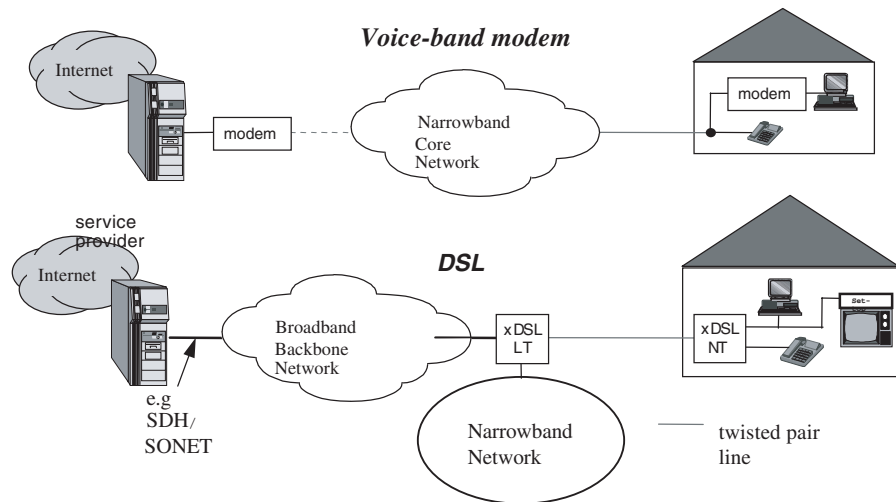 Voice-band modem
Internet
modem
Narrowband
Core
Network
modem
service
provider
Internet
DSL
Broadband
Backbone
Network
xDSL
LT
xDSL
NT
Set-
e.g
SDH/
SONET
Narrowband
Network
twisted pair
line